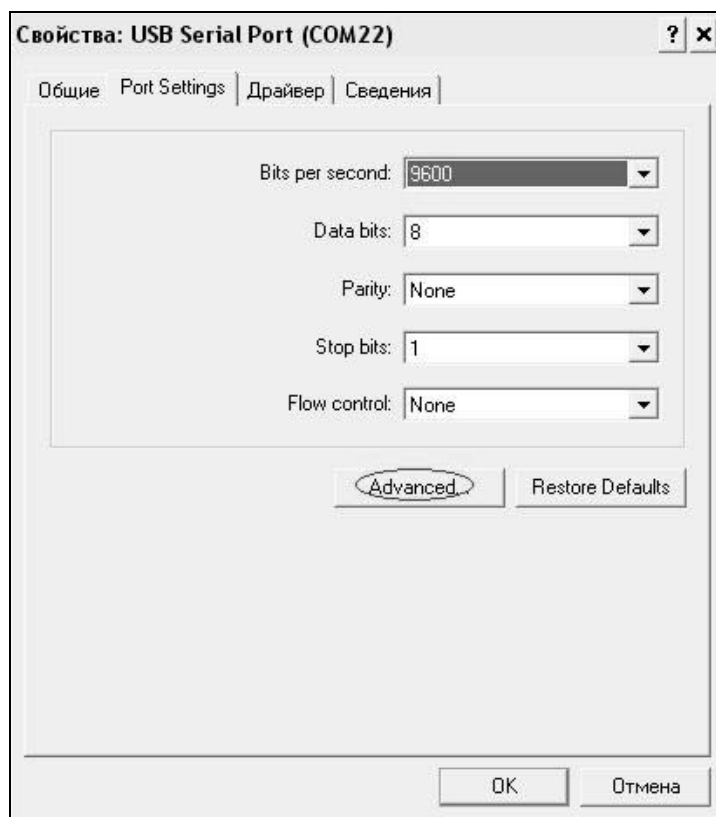 Свойства: USB Serial Port (COM22)
? ×
Общие Port Settings Драйвер Сведения
Bits per second: 9600
Data bits: 8
Parity: None
Stop bits: 1
Flow control: None
Advanced... Restore Defaults
OK Отмена